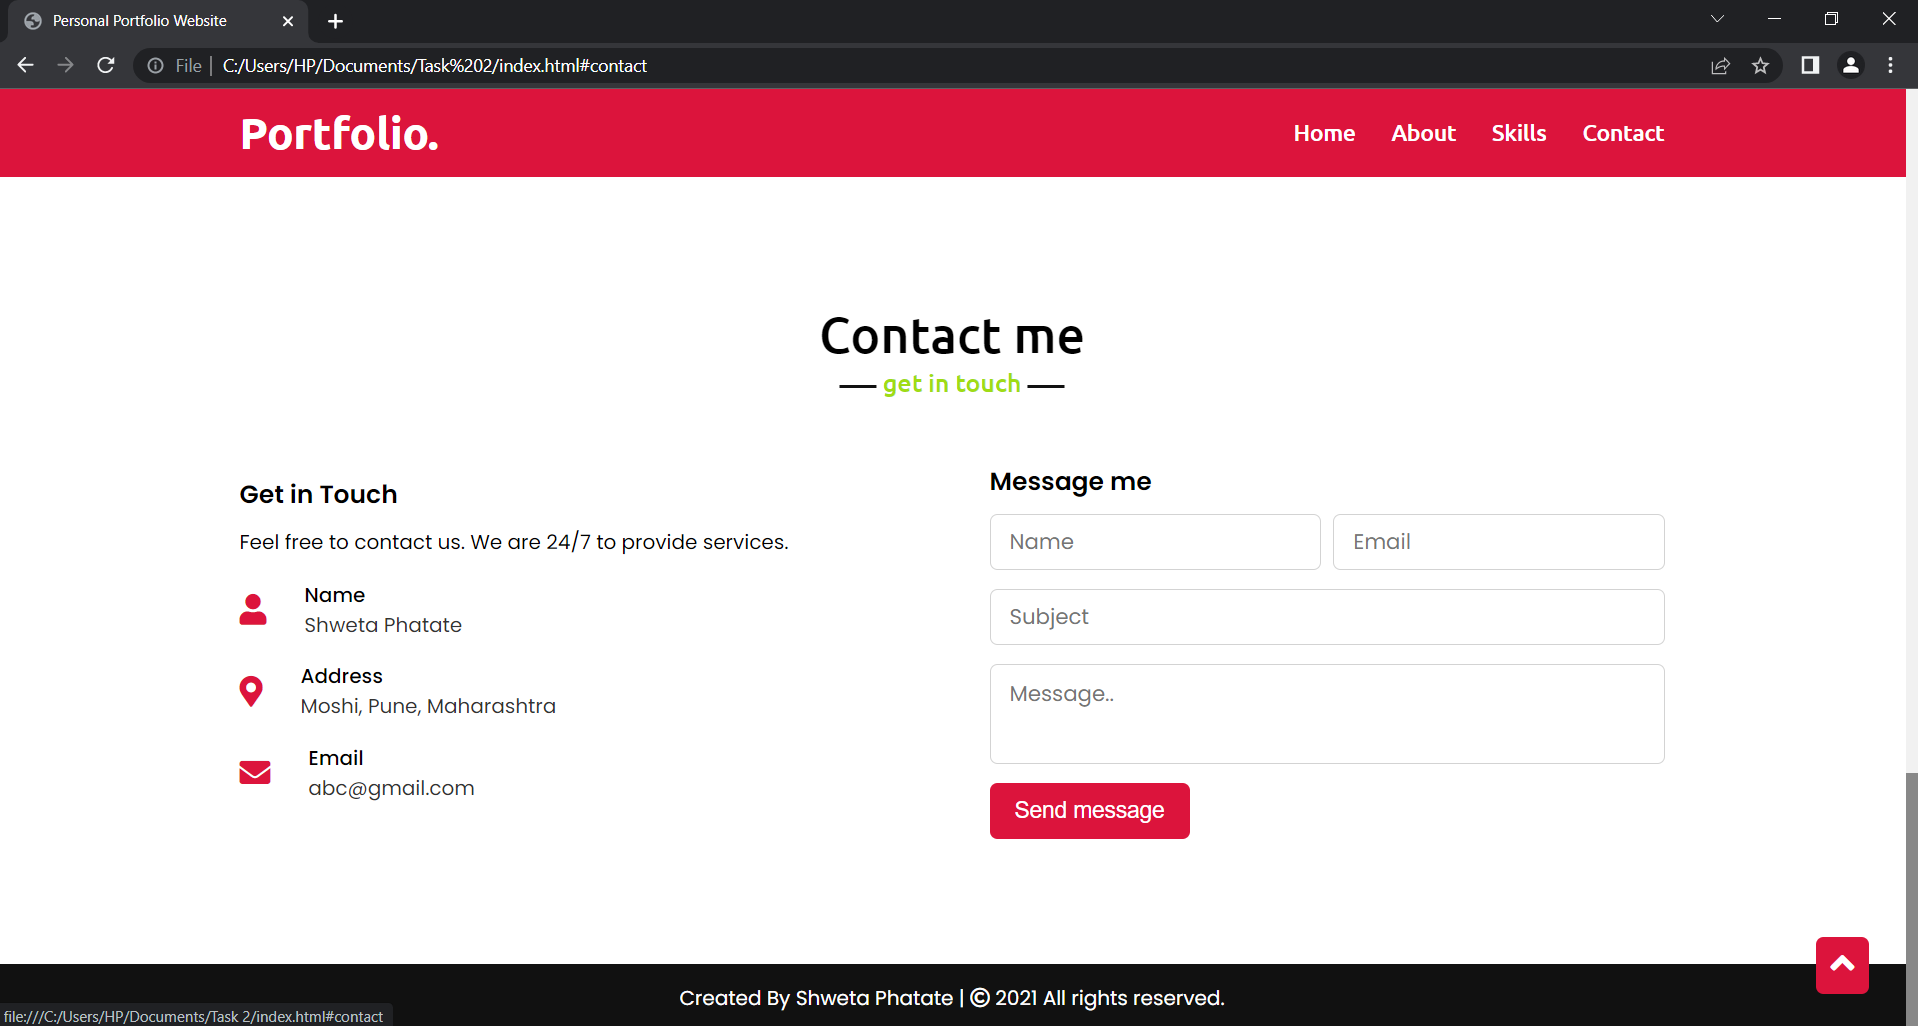 Personal Portfolio Website
File | C:/Users/HP/Documents/Task%202/index.html#contact
Portfolio.
Home About Skills Contact
Contact me
get in touch
Get in Touch
Feel free to contact us. We are 24/7 to provide services.
Name
Shweta Phatate
Address
Moshi, Pune, Maharashtra
Email
abc@gmail.com
Message me
Name Email
Subject
Message..
Send message
Created By Shweta Phatate | © 2021 All rights reserved.
file:///C:/Users/HP/Documents/Task 2/index.html#contact